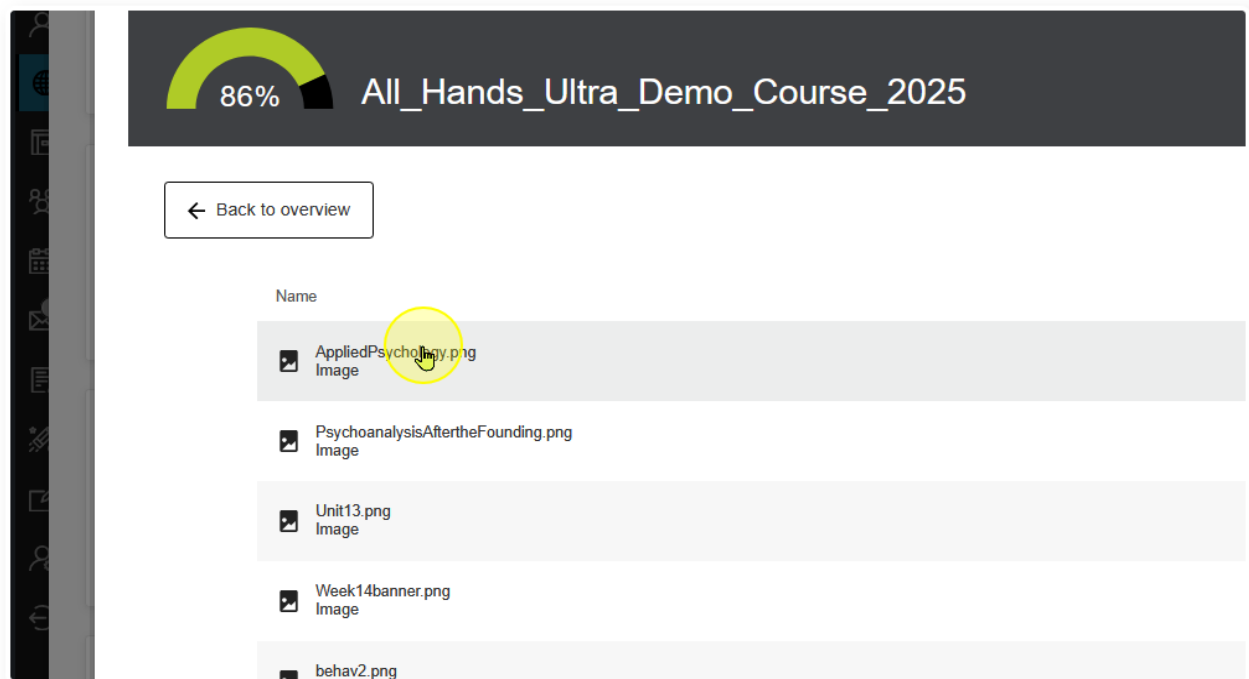 86%
All_Hands_Ultra_Demo_Course_2025
Back to overview
Name
AppliedPsychology.png
Image
PsychoanalysisAftertheFounding.png
Image
Unit13.png
Image
Week14banner.png
Image
behav2.png